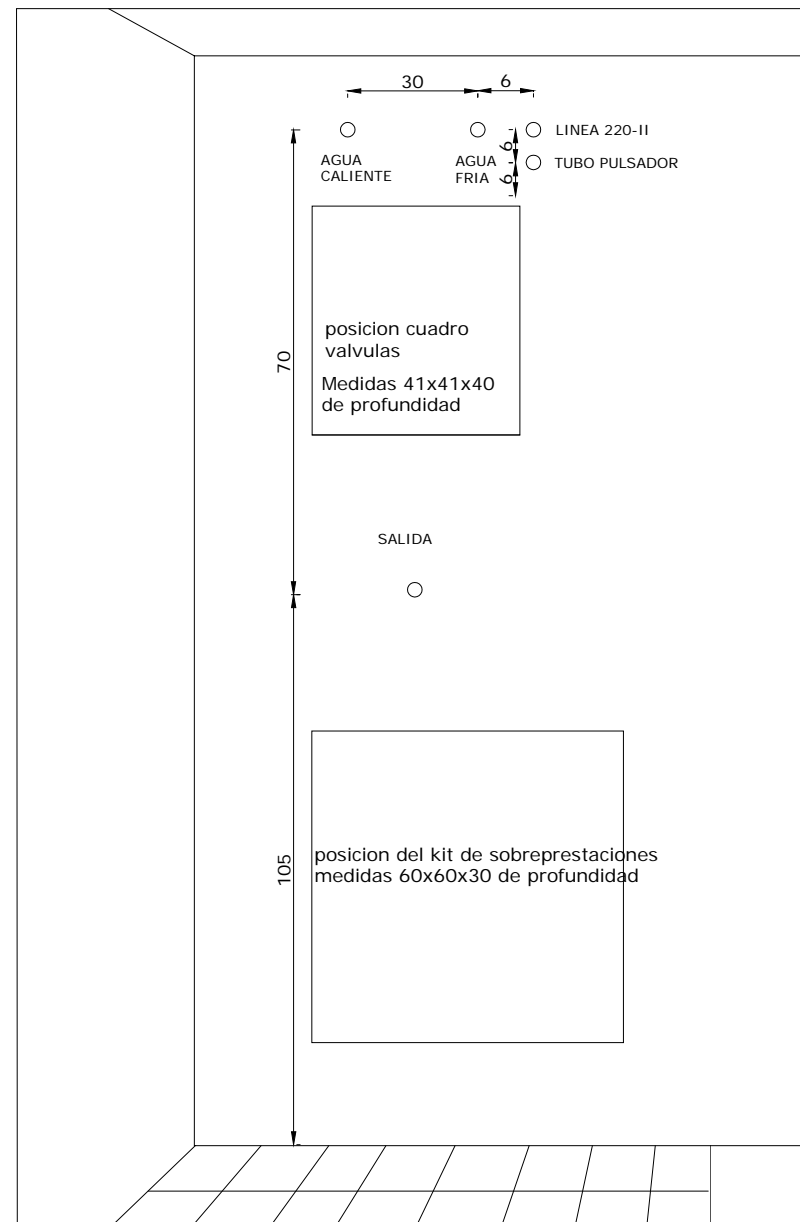 30
6
LINEA 220-II
AGUA
CALIENTE
AGUA
FRIA
6
TUBO PULSADOR
6
posicion cuadro
valvulas
Medidas 41x41x40
de profundidad
70
SALIDA
105
posicion del kit de sobreprestaciones
medidas 60x60x30 de profundidad